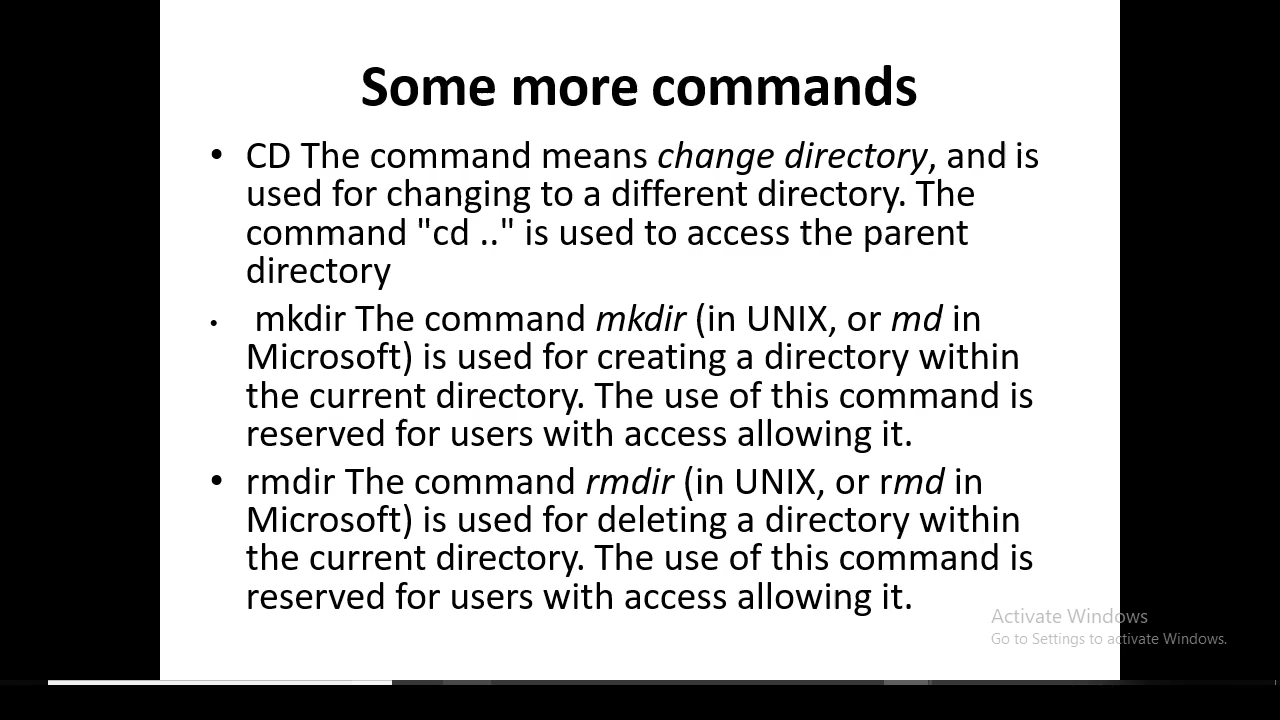 Some more commands
• CD The command means change directory, and is
used for changing to a different directory. The
command "cd .." is used to access the parent
directory
• mkdir The command mkdir (in UNIX, or md in
Microsoft) is used for creating a directory within
the current directory. The use of this command is
reserved for users with access allowing it.
• rmdir The command rmdir (in UNIX, or rmd in
Microsoft) is used for deleting a directory within
the current directory. The use of this command is
reserved for users with access allowing it.
Activate Windows
Go to Settings to activate Windows.